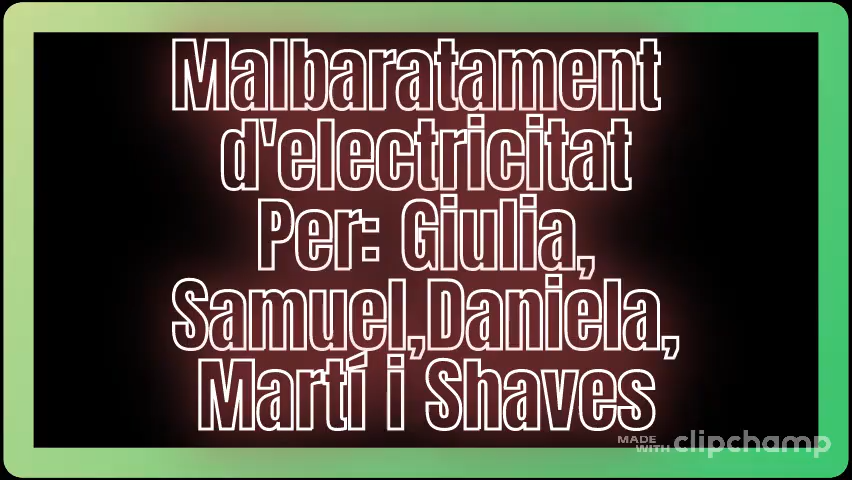 Malbaratament
d'electricitat
Per: Giulia,
Samuel,Daniela,
Martí i Shaves
MADE WITH clipchamp